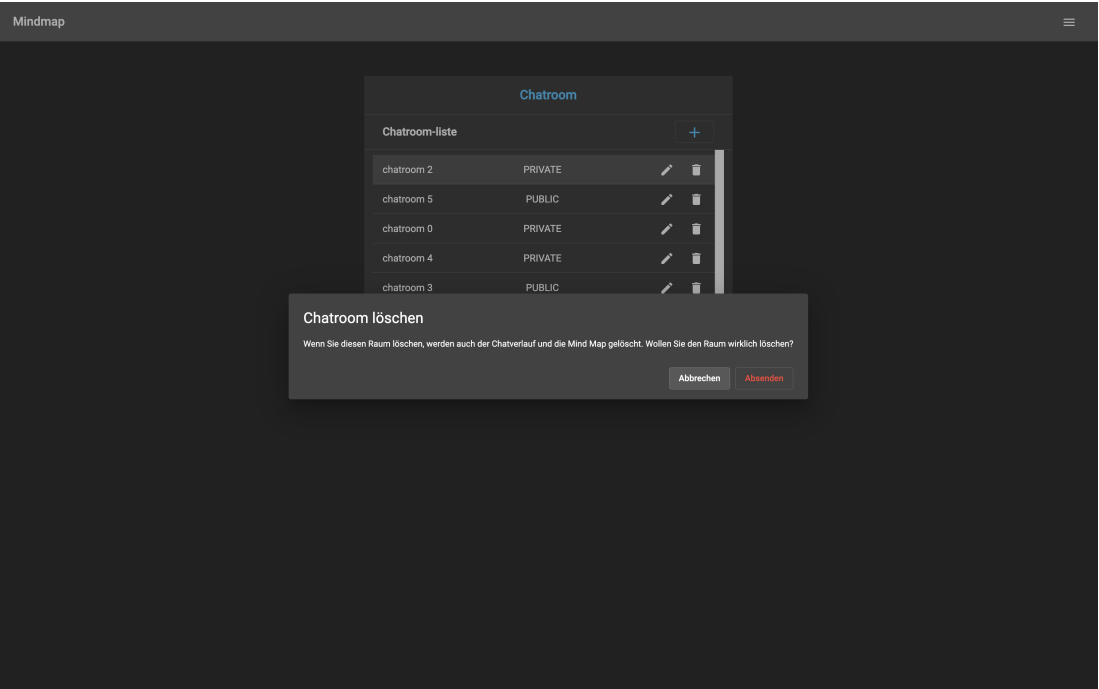 Mindmap
Chatroom
Chatroom-liste
chatroom 2 PRIVATE
chatroom 5 PUBLIC
chatroom 0 PRIVATE
chatroom 4 PRIVATE
chatroom 3 PUBLIC
Chatroom löschen
Wenn Sie diesen Raum löschen, werden auch der Chatverlauf und die Mind Map gelöscht. Wollen Sie den Raum wirklich löschen?
Abbrechen Absenden